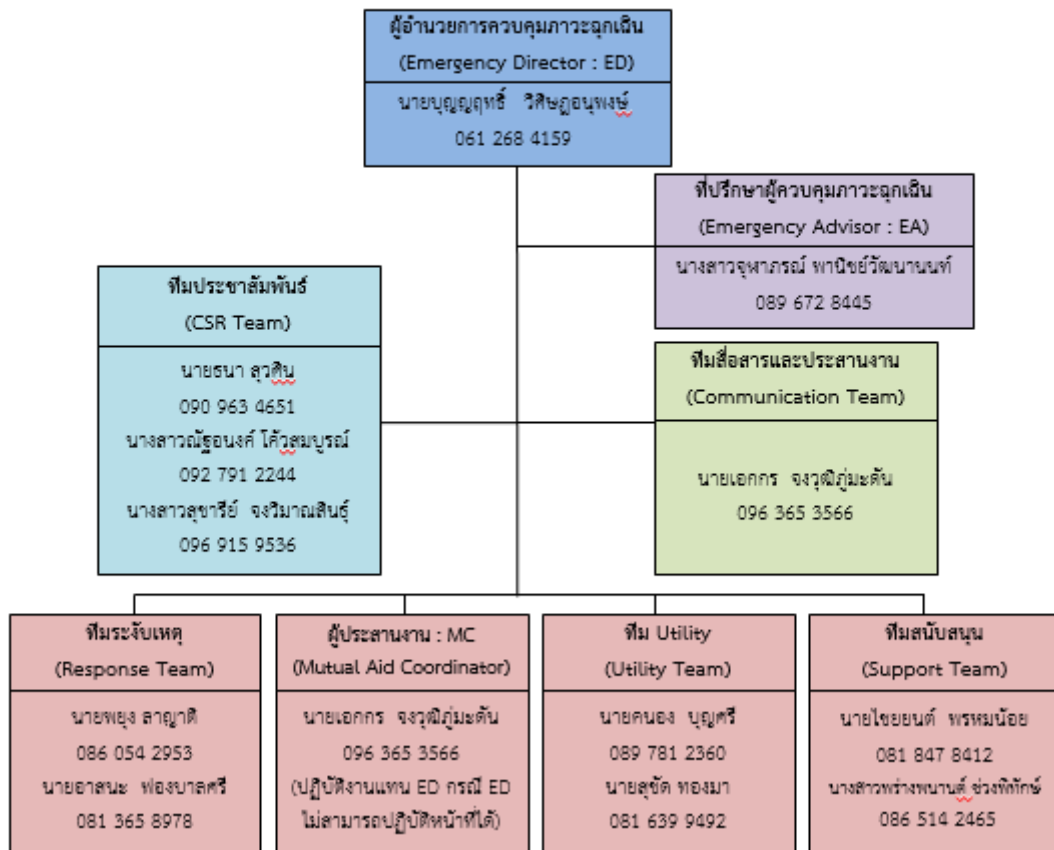 ผู้อำนวยการควบคุมภาวะฉุกเฉิน
(Emergency Director : ED)
นายบุญญฤทธิ์ วิศิษฏอนุพงษ์
061 268 4159
ที่ปรึกษาผู้ควบคุมภาวะฉุกเฉิน
(Emergency Advisor : EA)
นางสาวจุฬาภรณ์ พานิชย์วัฒนานนท์
089 672 8445
ทีมประชาสัมพันธ์
(CSR Team)
นายธนา สุวศิน
090 963 4651
นางสาวณัฐอนงค์ โค้วสมบูรณ์
092 791 2244
นางสาวสุชารีย์ จงวิมาณสินธุ์
096 915 9536
ทีมสื่อสารและประสานงาน
(Communication Team)
นายเอกกร จงวุฒิภู่มะดัน
096 365 3566
ทีมระงับเหตุ
(Response Team)
นายพยุง ลาญาติ
086 054 2953
นายอาสนะ ฟองบาลศรี
081 365 8978
ผู้ประสานงาน : MC
(Mutual Aid Coordinator)
นายเอกกร จงวุฒิภู่มะดัน
096 365 3566
(ปฏิบัติงานแทน ED กรณี ED
ไม่สามารถปฏิบัติหน้าที่ได้)
ทีม Utility
(Utility Team)
นายคนอง บุญศรี
089 781 2360
นายสุชัด ทองมา
081 639 9492
ทีมสนับสนุน
(Support Team)
นายไชยยนต์ พรหมน้อย
081 847 8412
นางสาวพร่างพนานต์ ช่วงพิทักษ์
086 514 2465